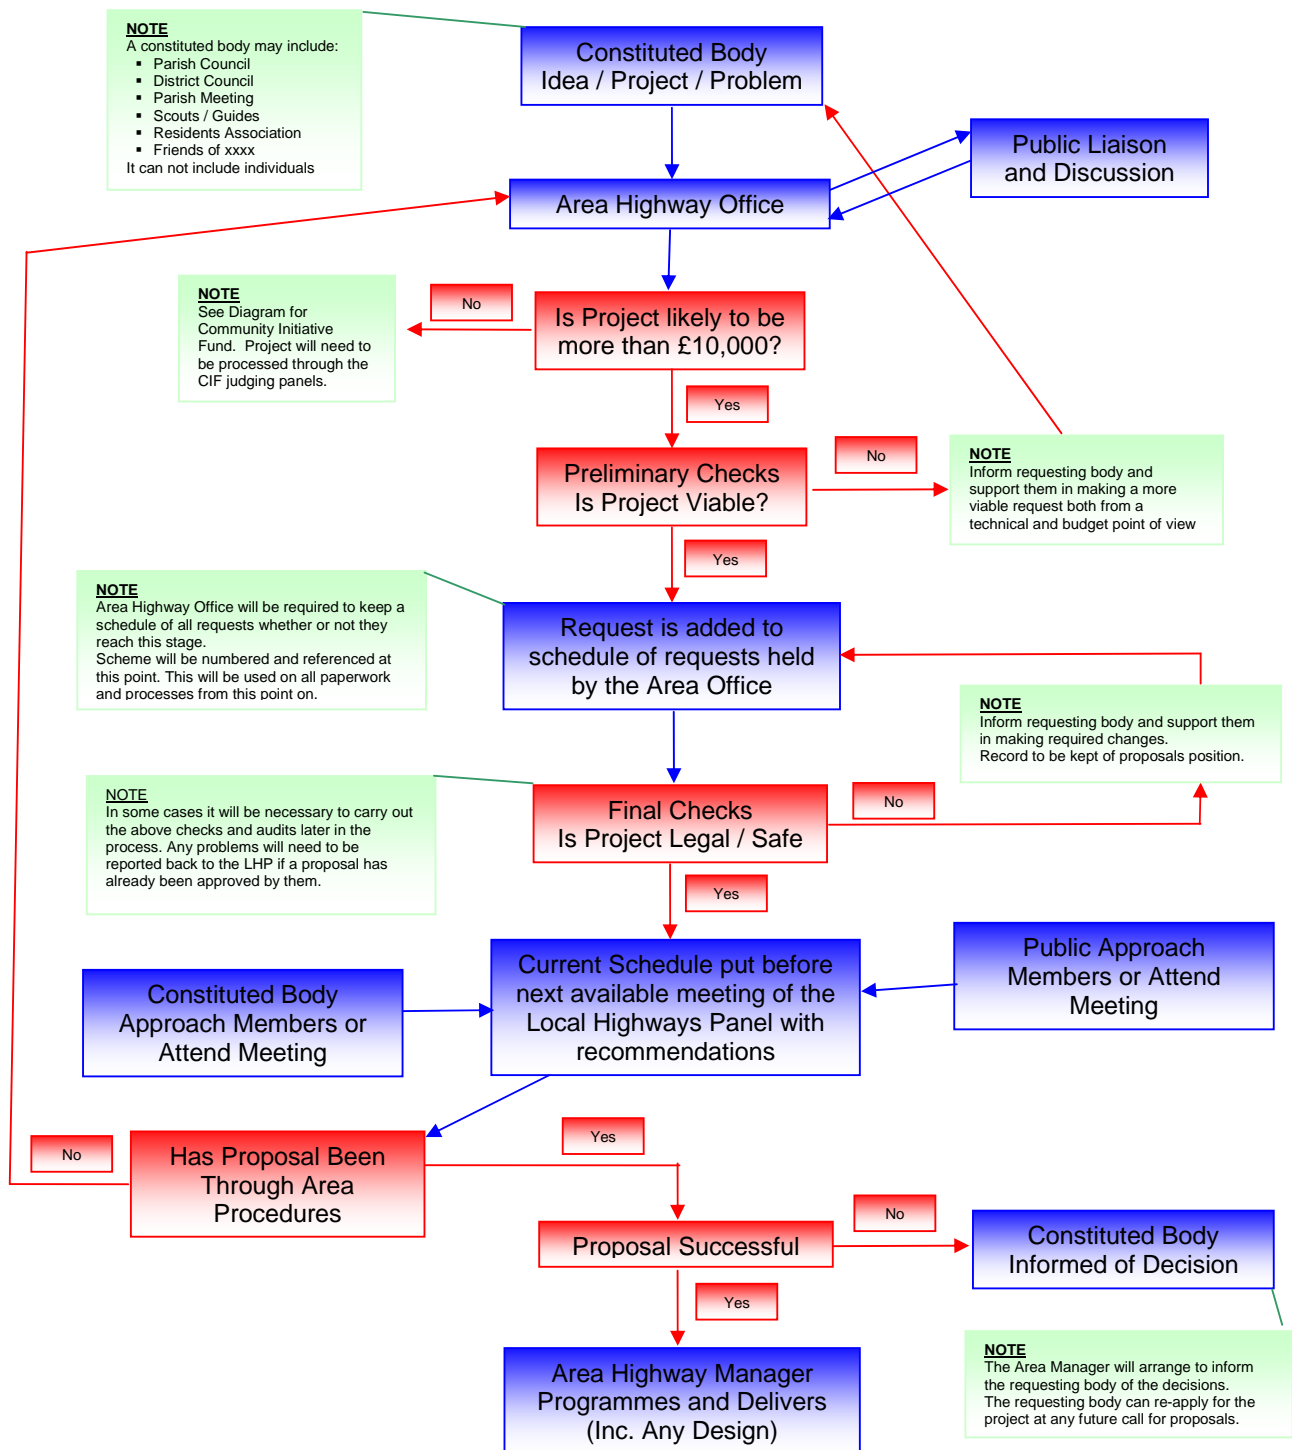 NOTE
A constituted body may include:
▪ Parish Council
▪ District Council
▪ Parish Meeting
▪ Scouts / Guides
▪ Residents Association
▪ Friends of xxxx
It can not include individuals
Constituted Body
Idea / Project / Problem
Public Liaison
and Discussion
Area Highway Office
NOTE
See Diagram for
Community Initiative
Fund. Project will need to
be processed through the
CIF judging panels.
No
Is Project likely to be
more than £10,000?
Yes
Preliminary Checks
Is Project Viable?
No
NOTE
Inform requesting body and
support them in making a more
viable request both from a
technical and budget point of view
Yes
NOTE
Area Highway Office will be required to keep a
schedule of all requests whether or not they
reach this stage.
Scheme will be numbered and referenced at
this point. This will be used on all paperwork
and processes from this point on.
Request is added to
schedule of requests held
by the Area Office
NOTE
Inform requesting body and support them
in making required changes.
Record to be kept of proposals position.
NOTE
In some cases it will be necessary to carry out
the above checks and audits later in the
process. Any problems will need to be
reported back to the LHP if a proposal has
already been approved by them.
Final Checks
Is Project Legal / Safe
No
Yes
Constituted Body
Approach Members or
Attend Meeting
Current Schedule put before
next available meeting of the
Local Highways Panel with
recommendations
Public Approach
Members or Attend
Meeting
No
Has Proposal Been
Through Area
Procedures
Yes
Proposal Successful
No
Constituted Body
Informed of Decision
Yes
Area Highway Manager
Programmes and Delivers
(Inc. Any Design)
NOTE
The Area Manager will arrange to inform
the requesting body of the decisions.
The requesting body can re-apply for the
project at any future call for proposals.